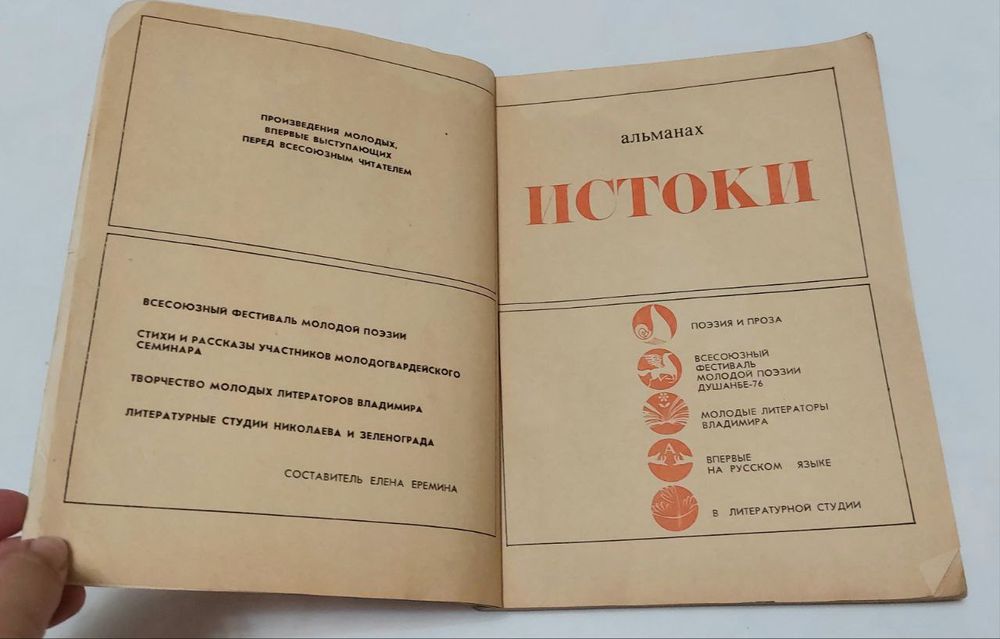 ПРОИЗВЕДЕНИЯ МОЛОДЫХ,
ВПЕРВЫЕ ВЫСТУПАЮЩИХ
ПЕРЕД ВСЕСОЮЗНЫМ ЧИТАТЕЛЕМ
ВСЕСОЮЗНЫЙ ФЕСТИВАЛЬ МОЛОДОЙ ПОЭЗИИ
СТИХИ И РАССКАЗЫ УЧАСТНИКОВ МОЛОДОГВАРДЕЙСКОГО
СЕМИНАРА
ТВОРЧЕСТВО МОЛОДЫХ ЛИТЕРАТОРОВ ВЛАДИМИРА
ЛИТЕРАТУРНЫЕ СТУДИИ НИКОЛАЕВА И ЗЕЛЕНОГРАДА
СОСТАВИТЕЛЬ ЕЛЕНА ЕРЕМИНА
альманах
ИСТОКИ
ПОЭЗИЯ И ПРОЗА
ВСЕСОЮЗНЫЙ
ФЕСТИВАЛЬ
МОЛОДОЙ ПОЭЗИИ
ДУШАНБЕ-76
МОЛОДЫЕ ЛИТЕРАТОРЫ
ВЛАДИМИРА
А
ВПЕРВЫЕ
НА РУССКОМ ЯЗЫКЕ
В ЛИТЕРАТУРНОЙ СТУДИИ